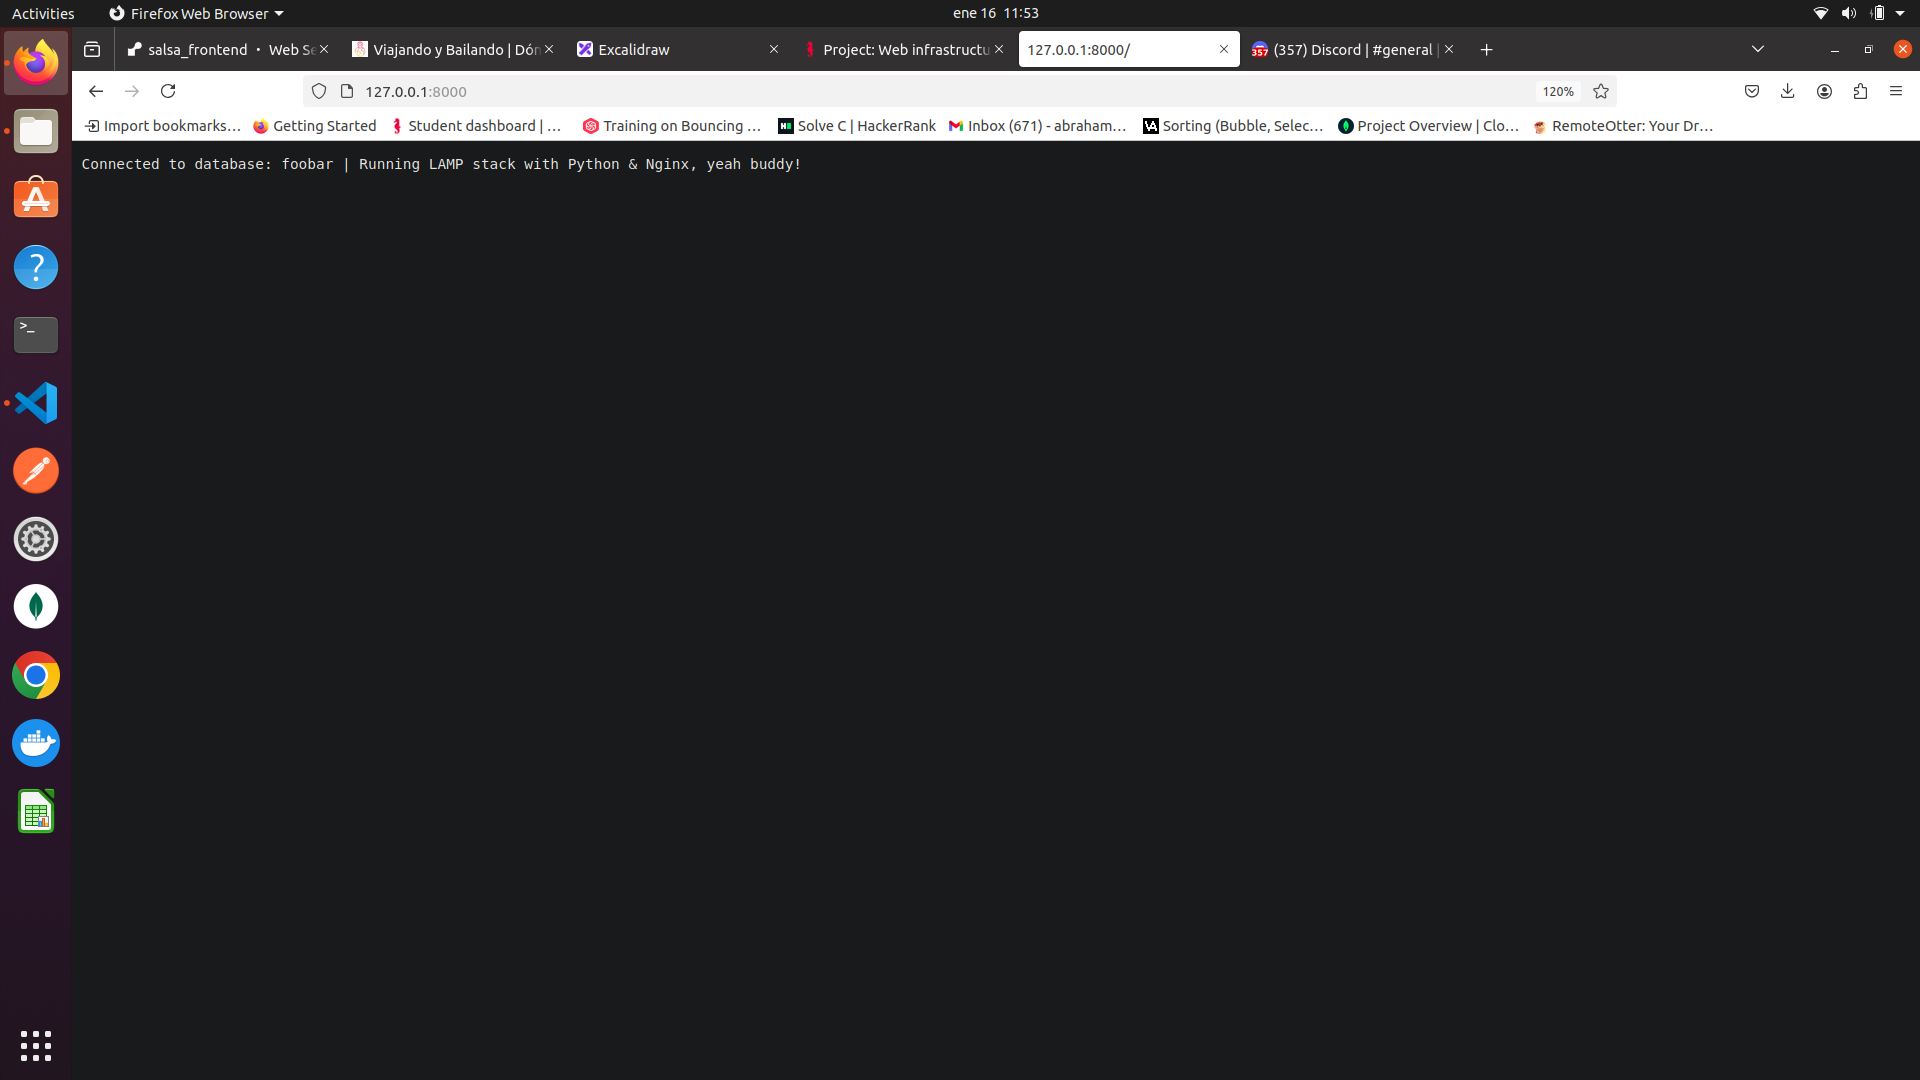 Activities Firefox Web Browser ene 16 11:53
salsa_frontend • Web Se Viajando y Bailando | Dón Excalidraw Project: Web infrastructu 127.0.0.1:8000/ 357 (357) Discord | #general |
127.0.0.1:8000 120%
Import bookmarks... Getting Started Student dashboard | ... Training on Bouncing ... Solve C | HackerRank Inbox (671) - abraham... Sorting (Bubble, Selec... Project Overview | Clo... RemoteOtter: Your Dr...
Connected to database: foobar | Running LAMP stack with Python & Nginx, yeah buddy!